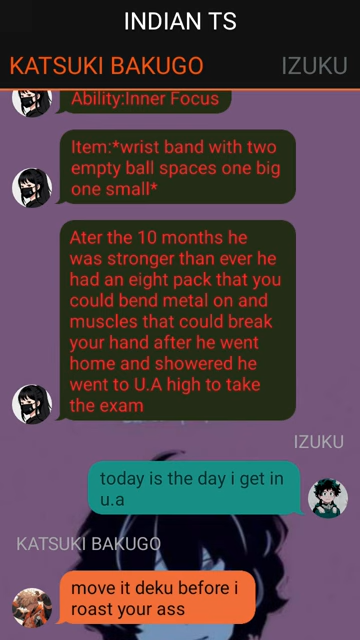 INDIAN TS
KATSUKI BAKUGO IZUKU
Ability:Inner Focus
Item:*wrist band with two
empty ball spaces one big
one small*
Ater the 10 months he
was stronger than ever he
had an eight pack that you
could bend metal on and
muscles that could break
your hand after he went
home and showered he
went to U.A high to take
the exam
IZUKU
today is the day i get in
u.a
KATSUKI BAKUGO
move it deku before i
roast your ass